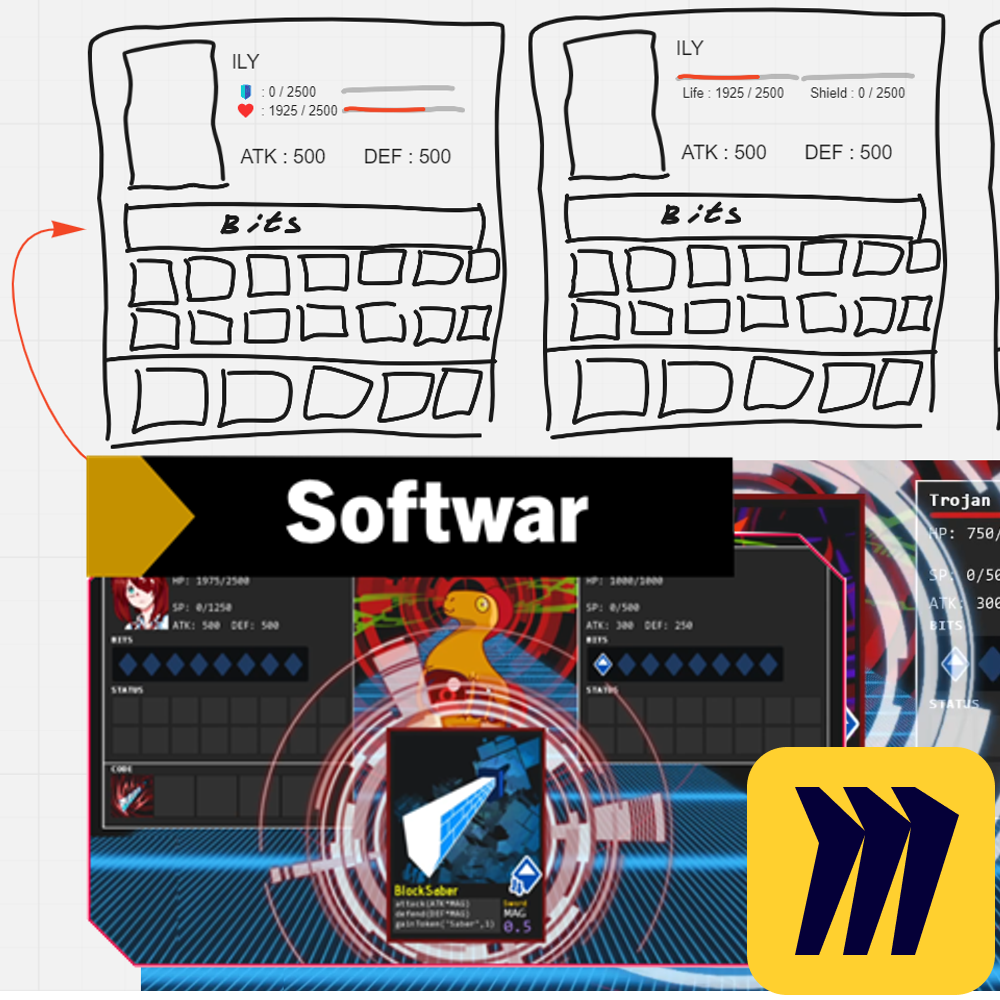 ILY
: 0 / 2500
: 1925 / 2500
ATK : 500 DEF : 500
Bits
ILY
Life : 1925 / 2500 Shield : 0 / 2500
ATK : 500 DEF : 500
Bits
Softwar
HP: 1975/2500
SP: 0/1250
ATK: 500 DEF: 500
BITS
STATUS
CODE
HP: 1000/1000
SP: 0/500
ATK: 300 DEF: 250
BITS
STATUS
Trojan
HP: 750/
SP: 0/50
ATK: 300
BITS
STATUS
BlockSaber
attack(ATK*MAG)
defend(DEF*MAG)
gainToken("Saber",3)
Sword
MAG
0.5